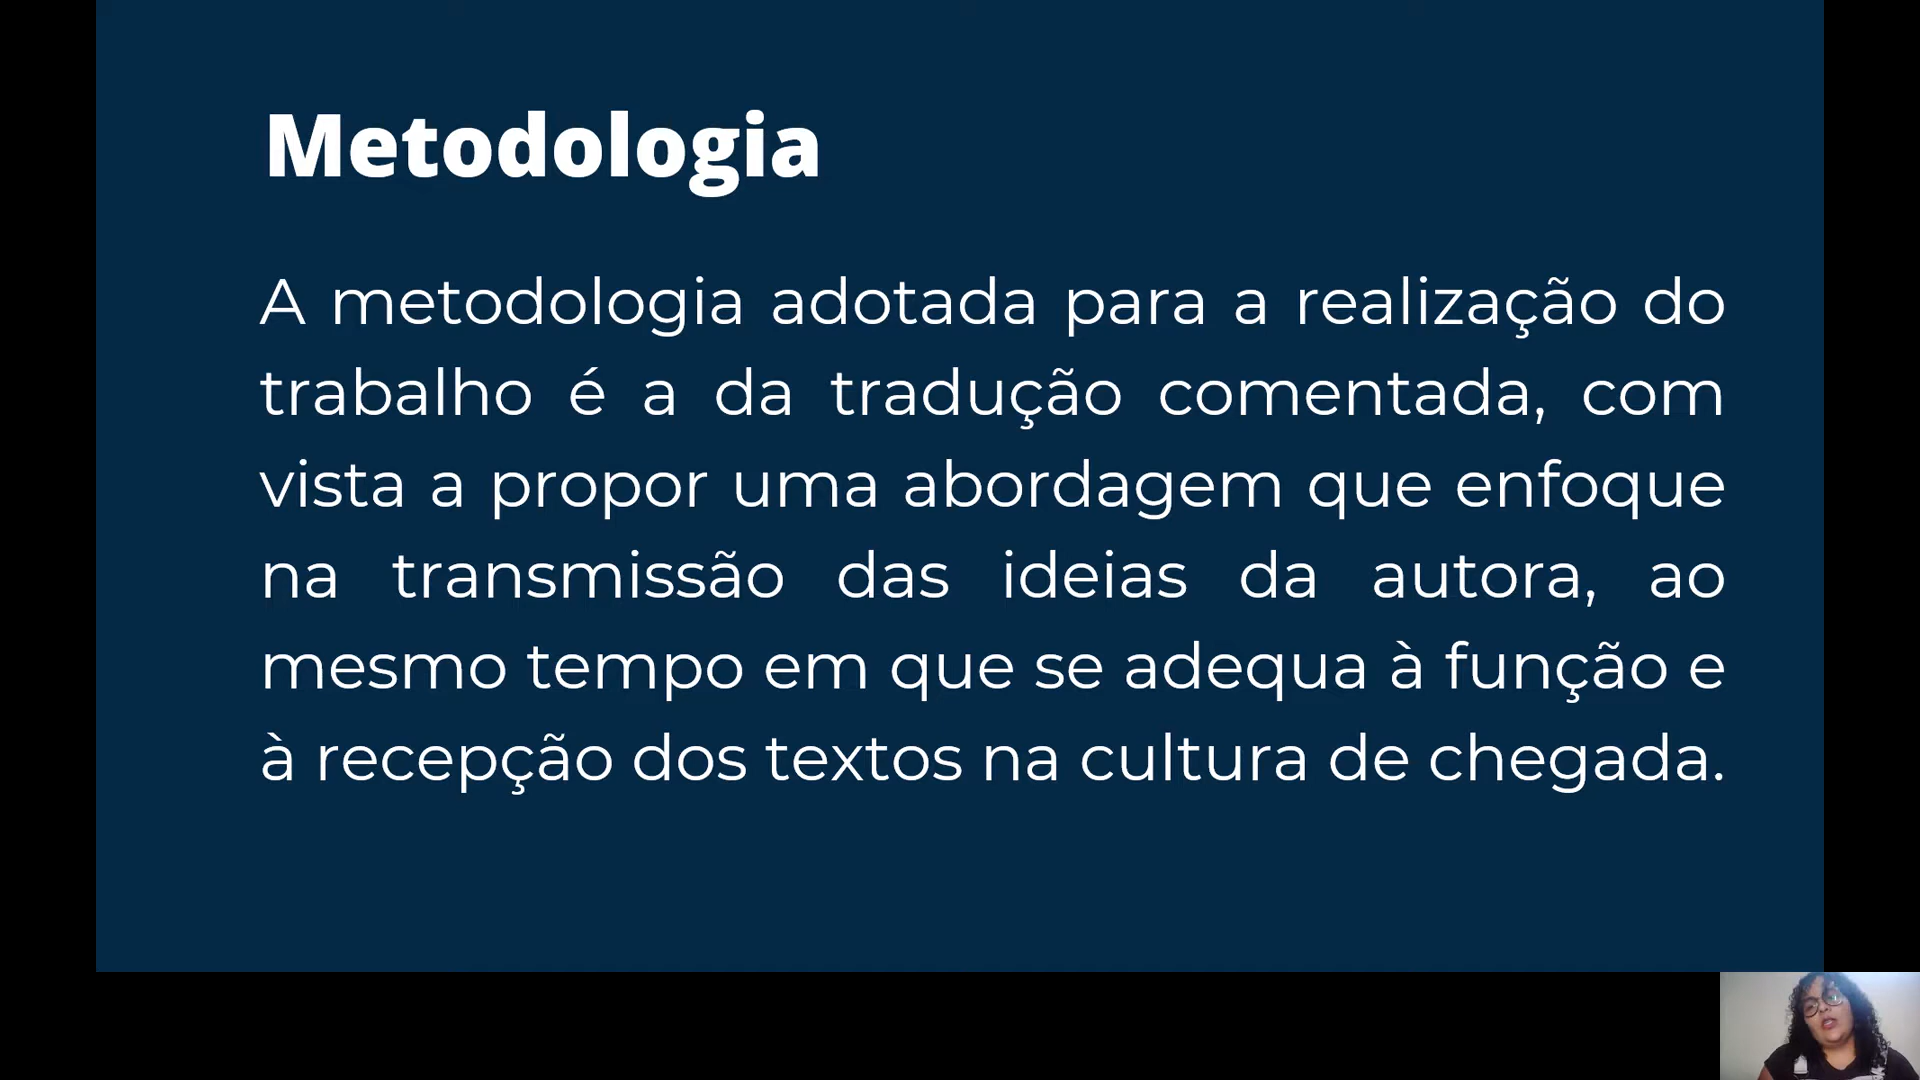 Metodologia
A metodologia adotada para a realização do
trabalho é a da tradução comentada, com
vista a propor uma abordagem que enfoque
na transmissão das ideias da autora, ao
mesmo tempo em que se adequa à função e
à recepção dos textos na cultura de chegada.